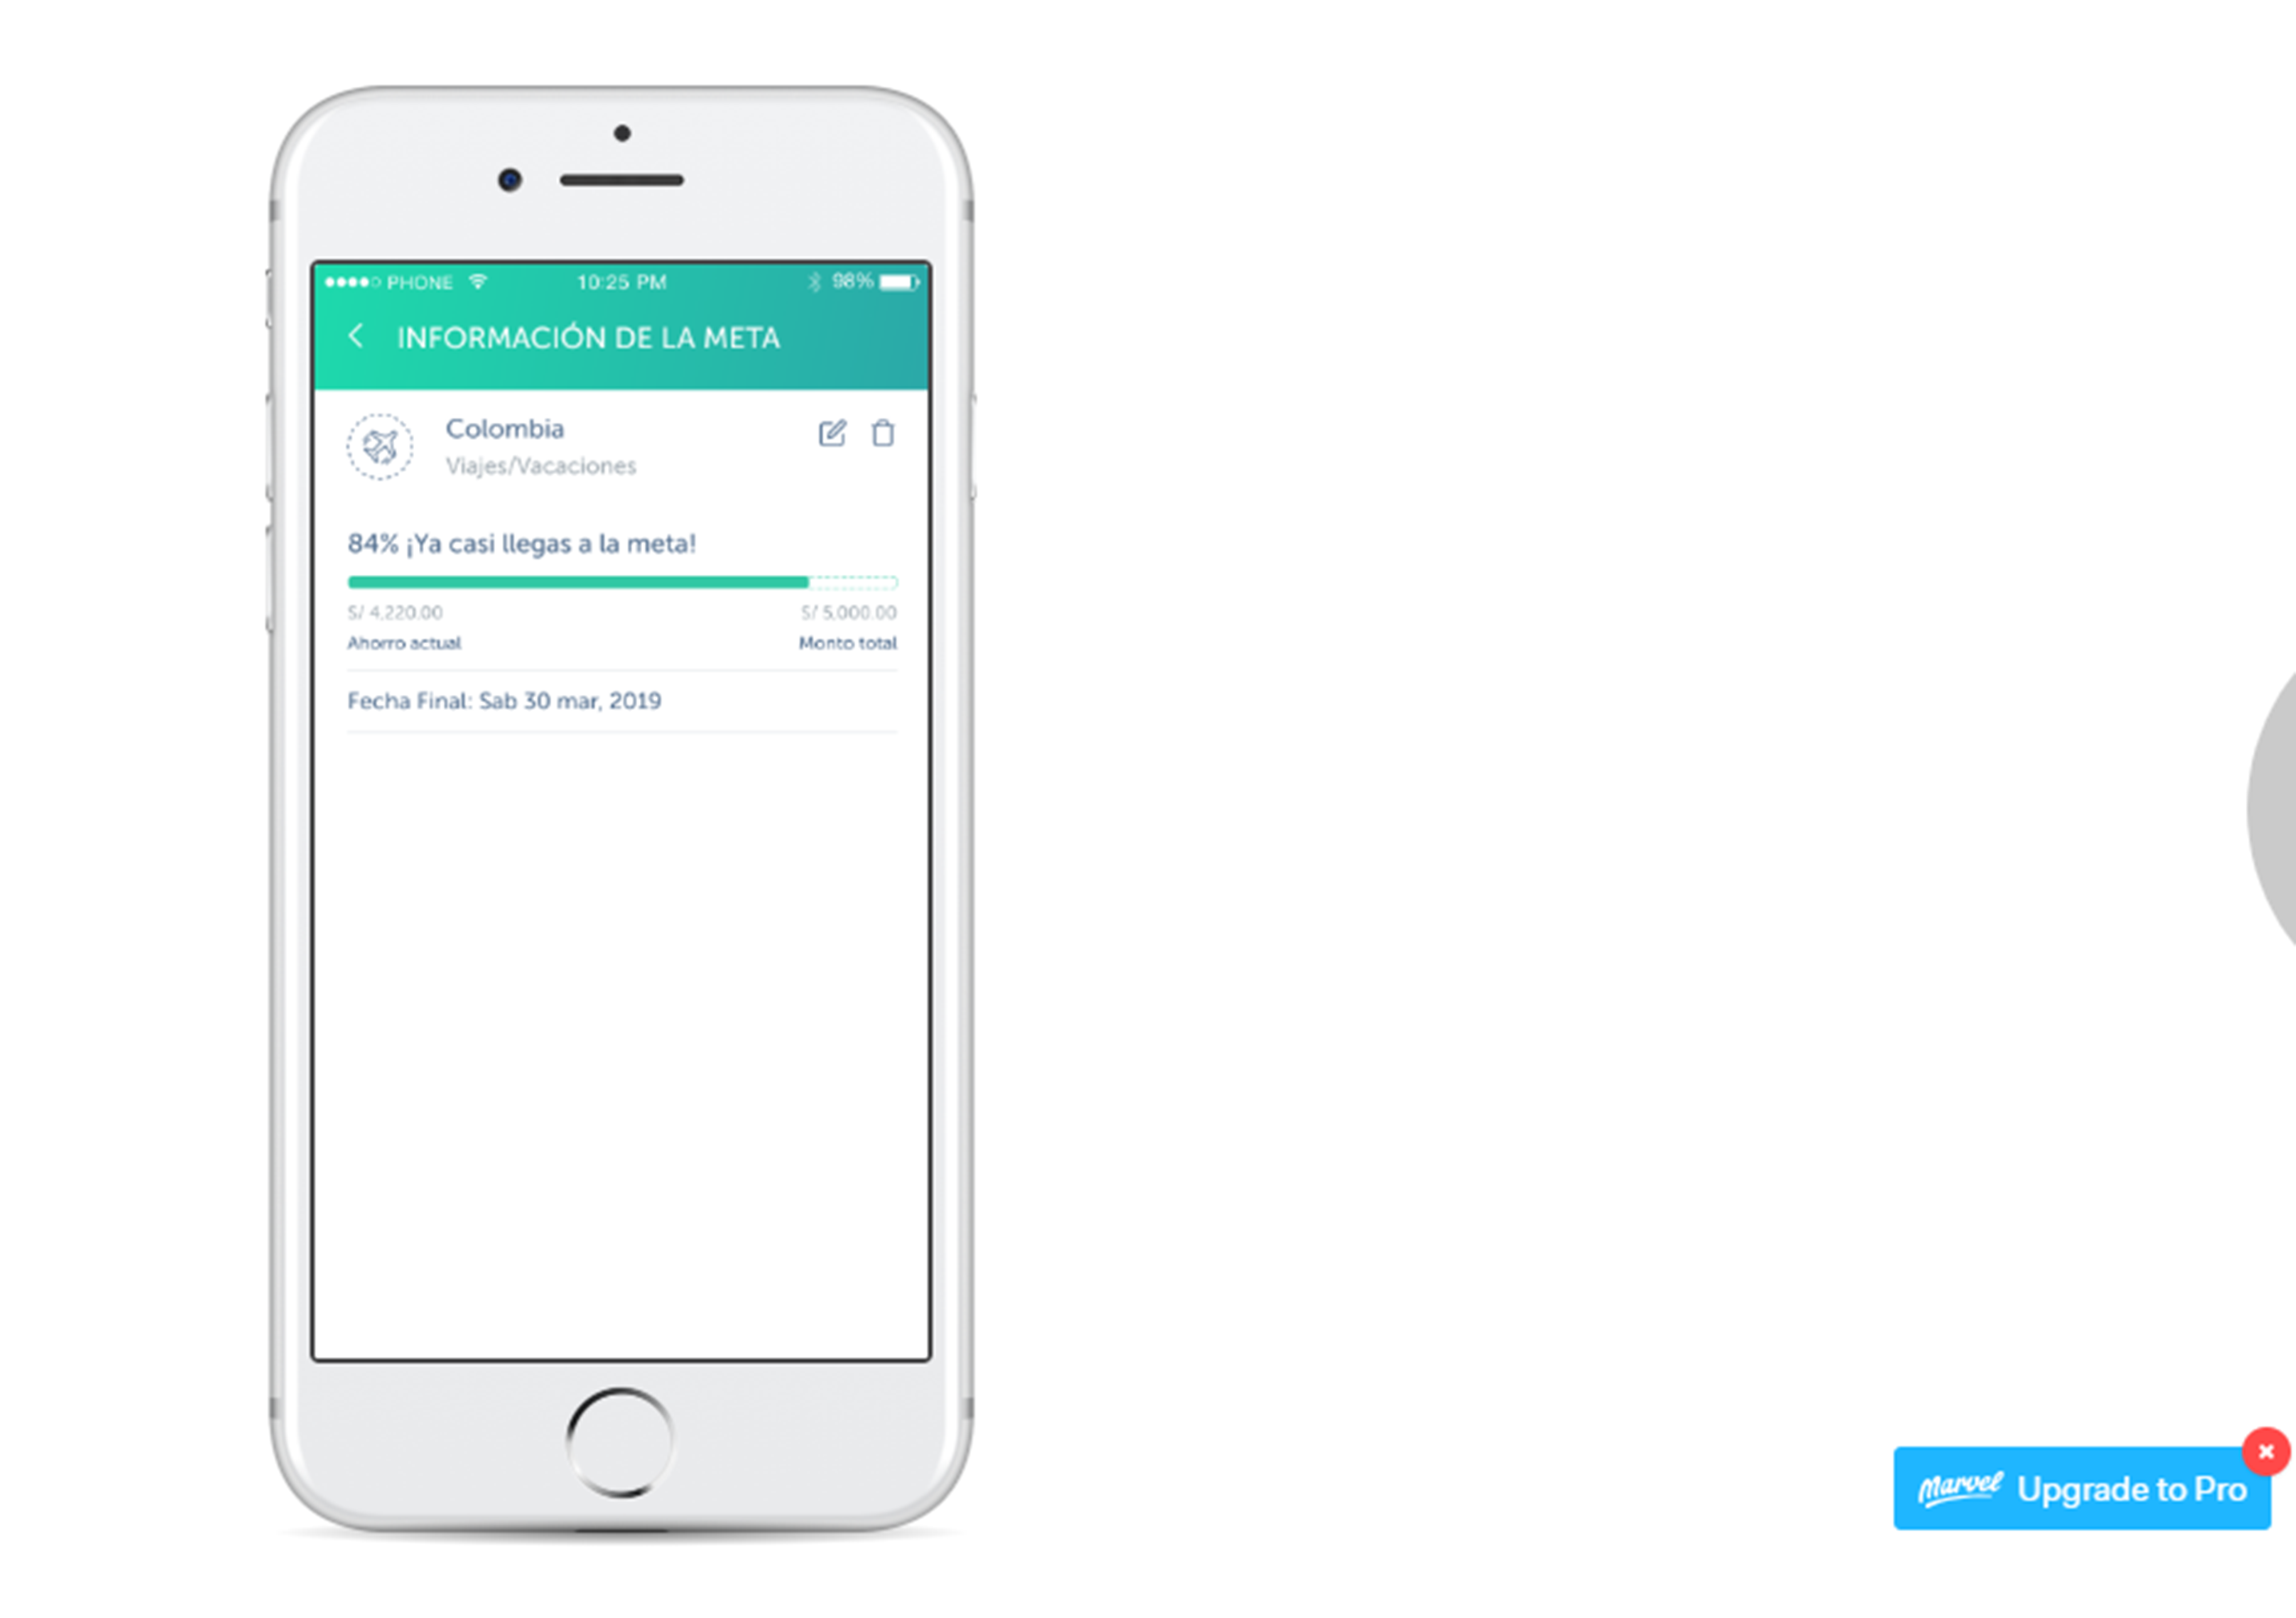 PHONE 10:25 PM 98%
INFORMACIÓN DE LA META
Colombia
Viajes/Vacaciones
84% ¡Ya casi llegas a la meta!
S/ 4,220.00 S/ 5,000.00
Ahorro actual Monto total
Fecha Final: Sab 30 mar, 2019
Marvel Upgrade to Pro